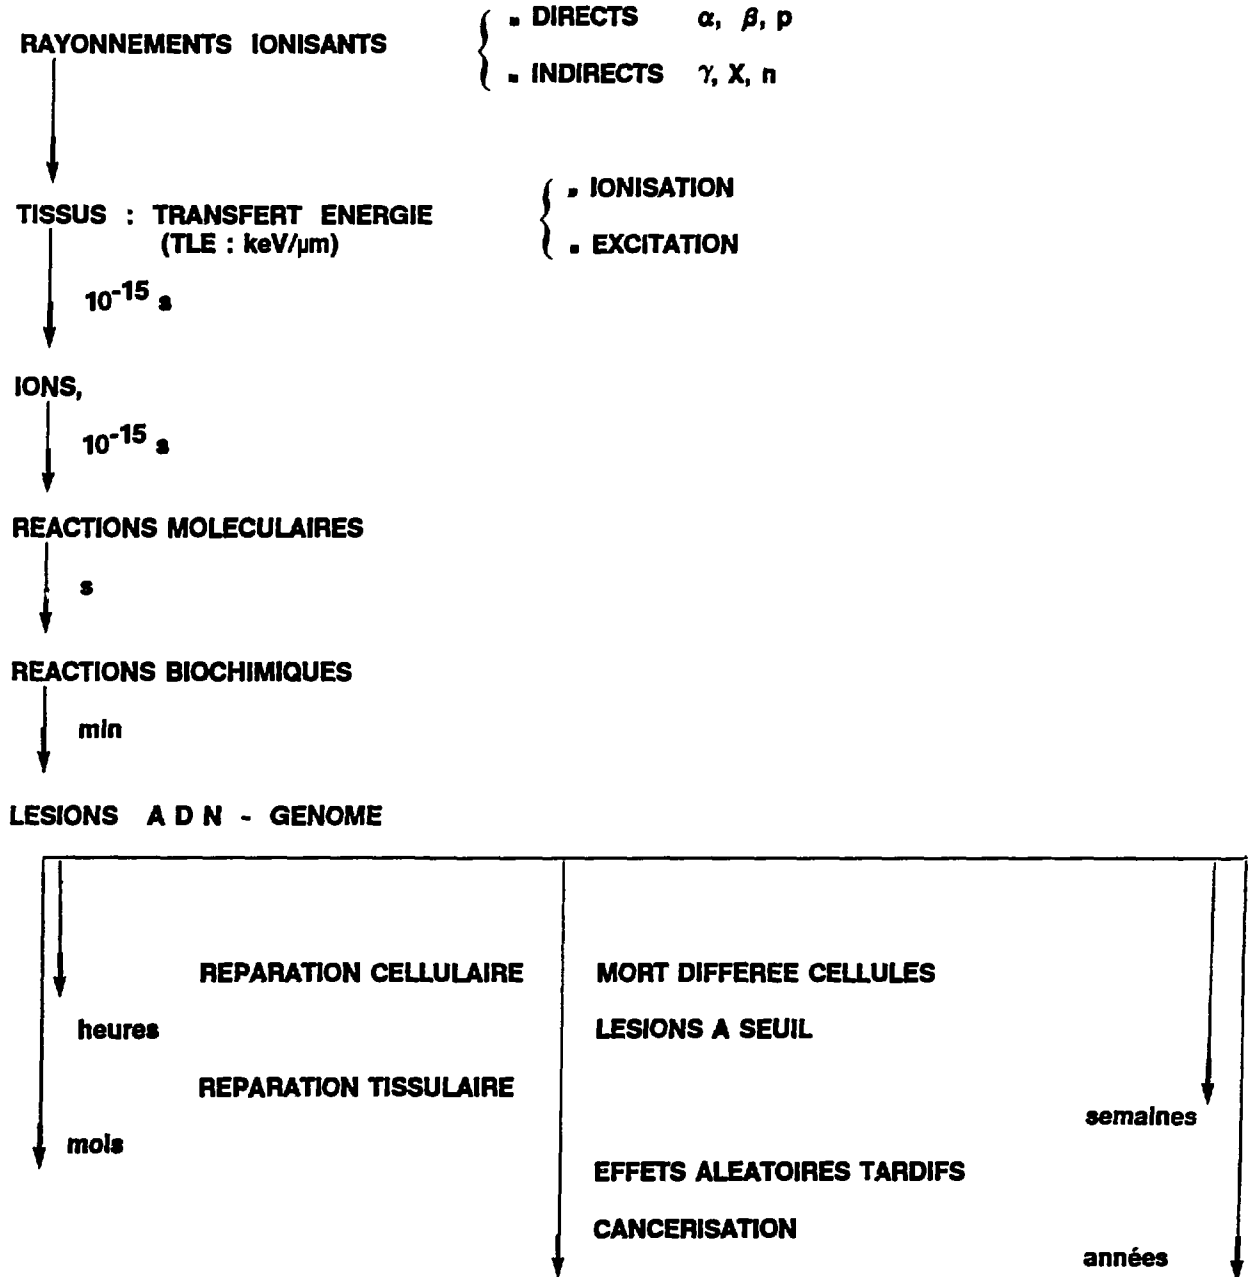 ▪ DIRECTS α, β, p
RAYONNEMENTS IONISANTS
▪ INDIRECTS γ, X, n
▪ IONISATION
TISSUS : TRANSFERT ENERGIE
(TLE : keV/µm)
▪ EXCITATION
10-15 s
IONS,
10-15 s
REACTIONS MOLECULAIRES
s
REACTIONS BIOCHIMIQUES
min
LESIONS A D N - GENOME
REPARATION CELLULAIRE
MORT DIFFEREE CELLULES
heures
LESIONS A SEUIL
REPARATION TISSULAIRE
semaines
mois
EFFETS ALEATOIRES TARDIFS
CANCERISATION
années